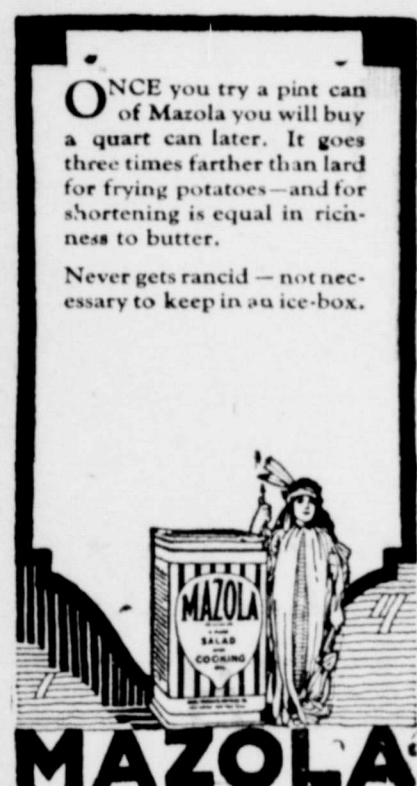 ONCE you try a pint can
of Mazola you will buy
a quart can later. It goes
three times farther than lard
for frying potatoes—and for
shortening is equal in rich-
ness to butter.
Never gets rancid — not nec-
essary to keep in an ice-box.
MAZOLA
SALAD
AND
COOKING
OIL
MAZOLA